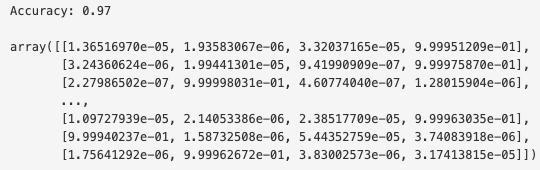 Accuracy: 0.97
array([[1.36516970e-05, 1.93583067e-06, 3.32037165e-05, 9.99951209e-01],
[3.24360624e-06, 1.99441301e-05, 9.41990909e-07, 9.99975870e-01],
[2.27986502e-07, 9.99998031e-01, 4.60774040e-07, 1.28015904e-06],
...,
[1.09727939e-05, 2.14053386e-06, 2.38517709e-05, 9.99963035e-01],
[9.99940237e-01, 1.58732508e-06, 5.44352759e-05, 3.74083918e-06],
[1.75641292e-06, 9.99962672e-01, 3.83002573e-06, 3.17413815e-05]])